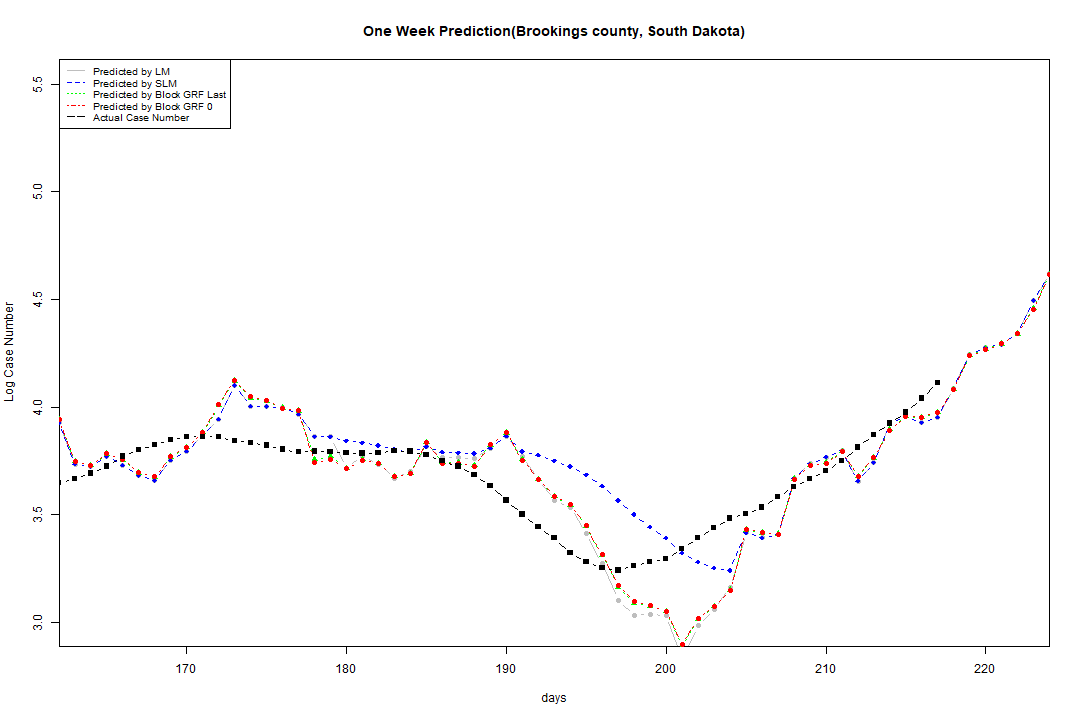 One Week Prediction(Brookings county, South Dakota)
Predicted by LM
Predicted by SLM
Predicted by Block GRF Last
Predicted by Block GRF 0
Actual Case Number
5.5
5.0
4.5
4.0
3.5
3.0
Log Case Number
170 180 190 200 210 220
days